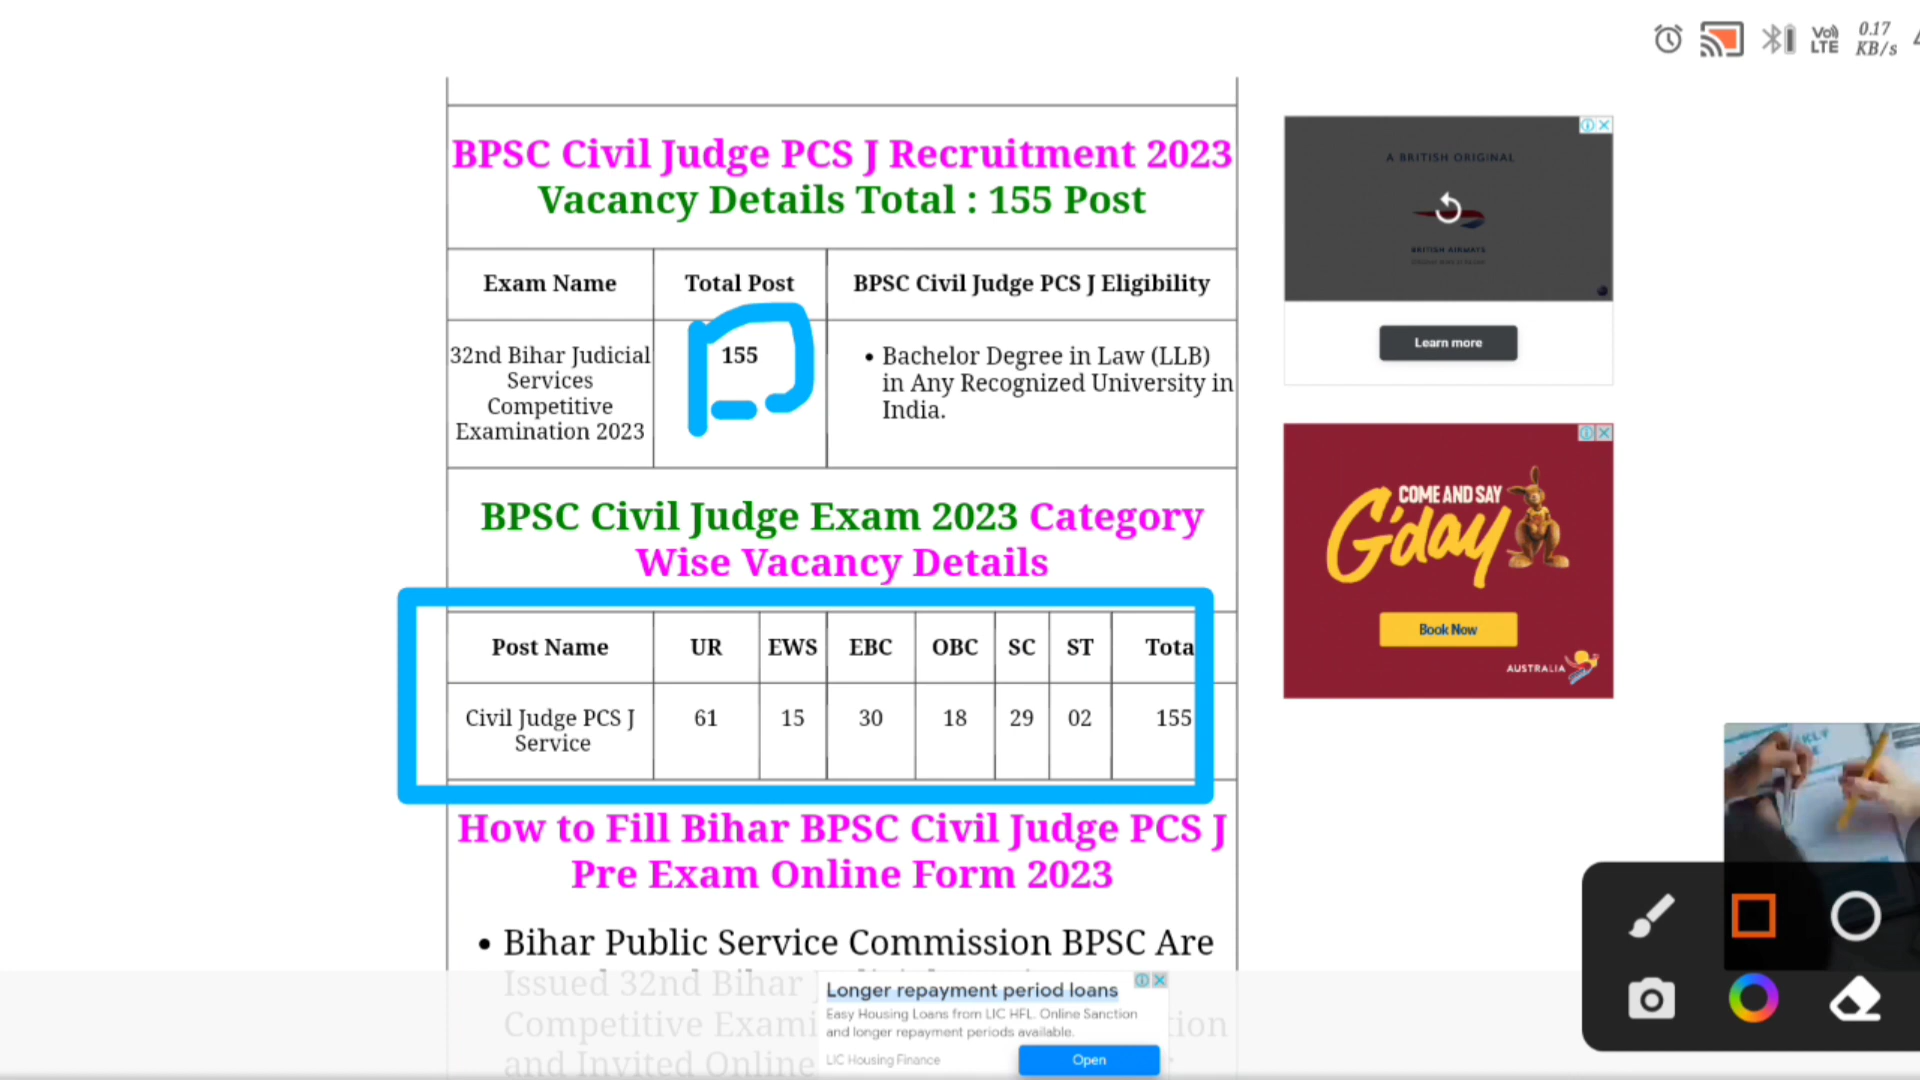 0.17
KB/s
Vo))
LTE
BPSC Civil Judge PCS J Recruitment 2023
Vacancy Details Total : 155 Post
Exam Name Total Post BPSC Civil Judge PCS J Eligibility
32nd Bihar Judicial
Services
Competitive
Examination 2023
155
• Bachelor Degree in Law (LLB)
in Any Recognized University in
India.
BPSC Civil Judge Exam 2023 Category
Wise Vacancy Details
Post Name UR EWS EBC OBC SC ST Tota
Civil Judge PCS J
Service
61 15 30 18 29 02 155
How to Fill Bihar BPSC Civil Judge PCS J
Pre Exam Online Form 2023
• Bihar Public Service Commission BPSC Are
Issued 32nd Bihar
Competitive Exami
and Invited Online
A BRITISH ORIGINAL
BRITISH AIRWAYS
Learn more
COME AND SAY
G'day
Book Now
AUSTRALIA
Longer repayment period loans
Easy Housing Loans from LIC HFL. Online Sanction
and longer repayment periods available.
LIC Housing Finance
Open